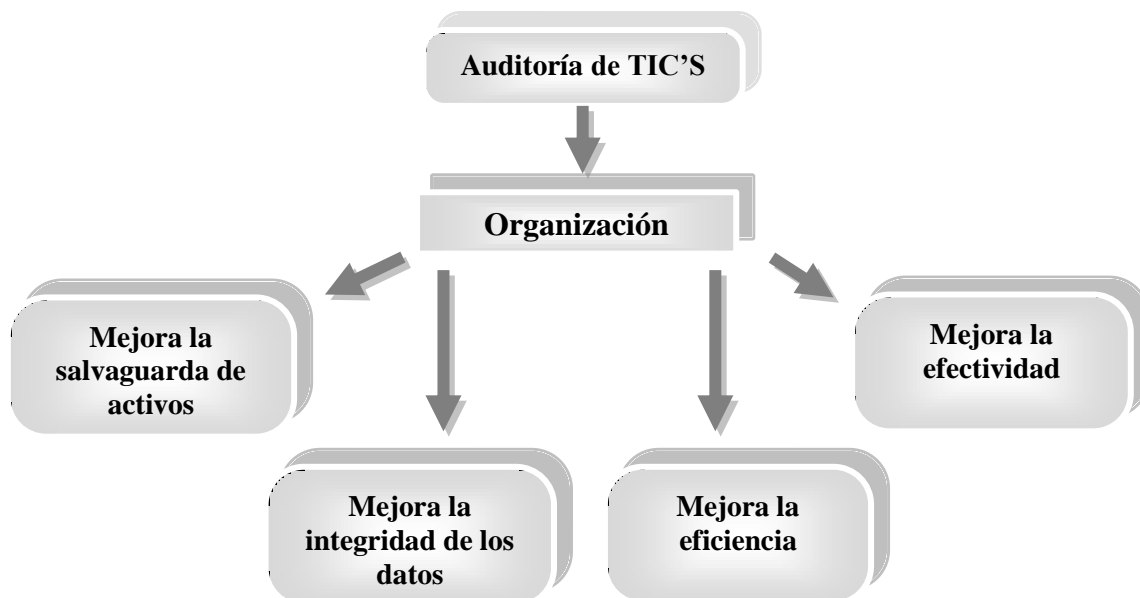 Auditoría de TIC’S
Organización
Mejora la
salvaguarda de
activos
Mejora la
integridad de los
datos
Mejora la
eficiencia
Mejora la
efectividad